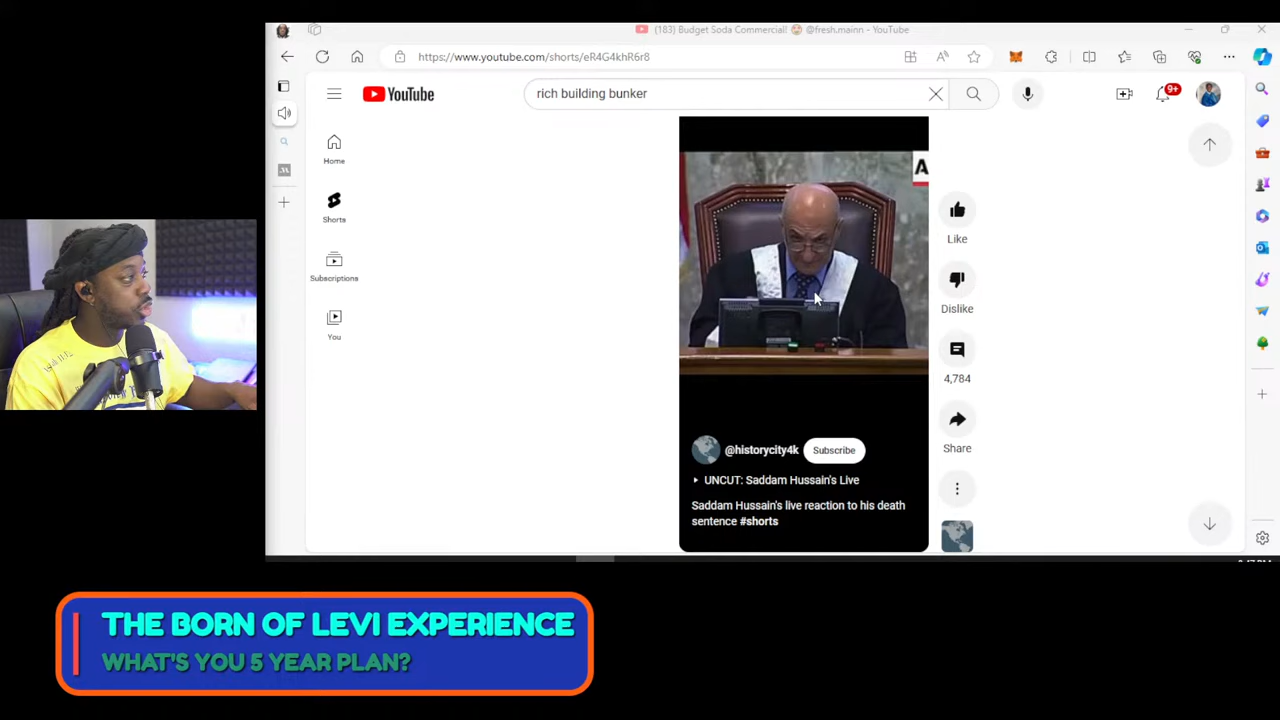 (183) Budget Soda Commercial! 🤩 @fresh.mainn - YouTube
https://www.youtube.com/shorts/eR4G4khR6r8
YouTube
rich building bunker
9+
Home
Shorts
Subscriptions
You
A
Like
Dislike
4,784
Share
@historycity4k
Subscribe
UNCUT: Saddam Hussain's Live
Saddam Hussain's live reaction to his death
sentence #shorts
THE BORN OF LEVI EXPERIENCE
WHAT'S YOU 5 YEAR PLAN?